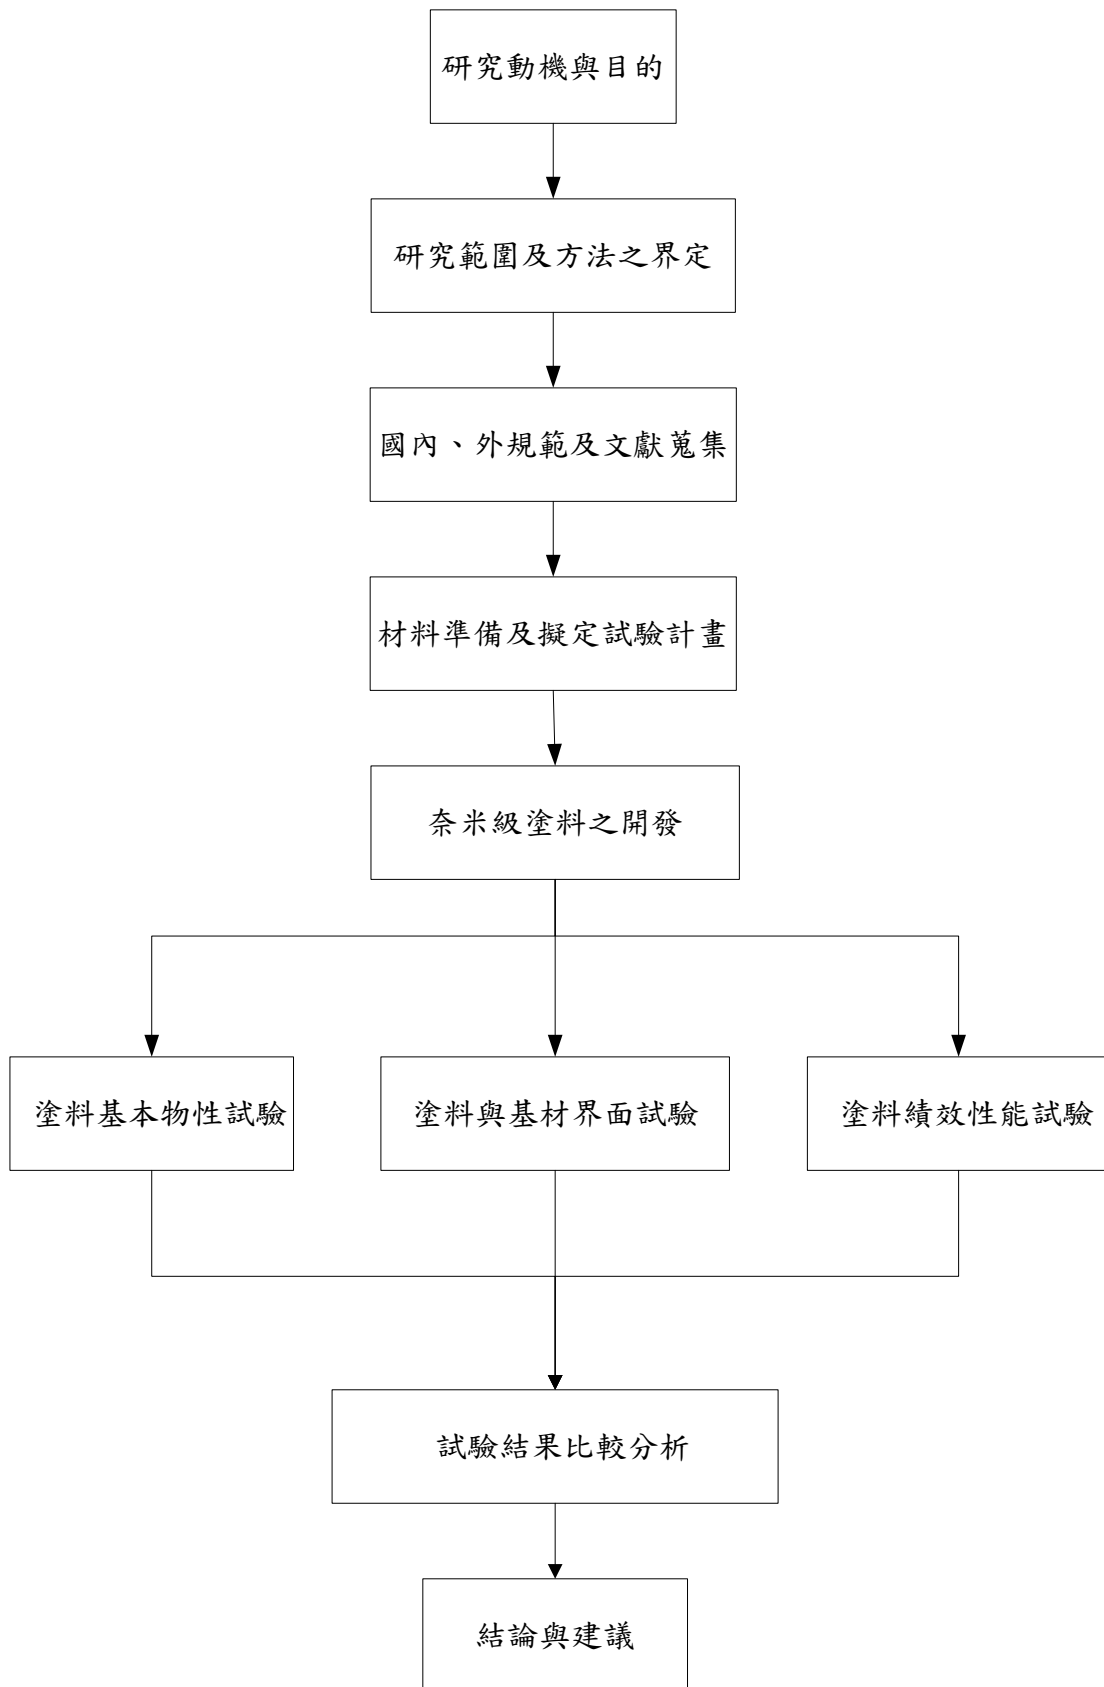 研究動機與目的
研究範圍及方法之界定
國內、外規範及文獻蒐集
材料準備及擬定試驗計畫
奈米級塗料之開發
塗料基本物性試驗
塗料與基材界面試驗
塗料績效性能試驗
試驗結果比較分析
結論與建議